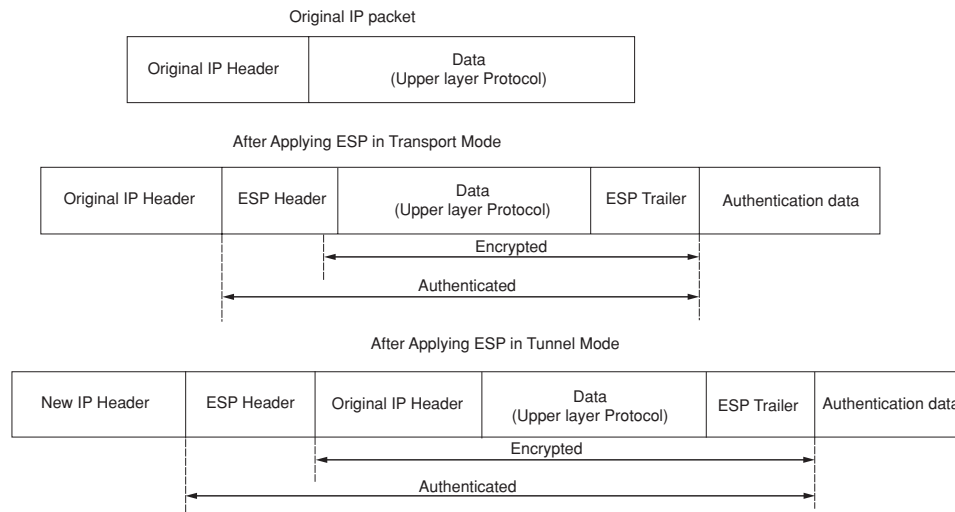 Original IP packet
Original IP Header
Data
(Upper layer Protocol)
After Applying ESP in Transport Mode
Original IP Header
ESP Header
Data
(Upper layer Protocol)
ESP Trailer
Authentication data
Encrypted
Authenticated
After Applying ESP in Tunnel Mode
New IP Header
ESP Header
Original IP Header
Data
(Upper layer Protocol)
ESP Trailer
Authentication data
Encrypted
Authenticated